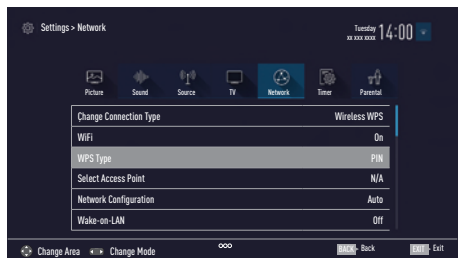 Settings > Network
Tuesday 14:00
xx xxx xxxx
Picture Sound Source TV Network Timer Parental
Change Connection Type Wireless WPS
WiFi On
WPS Type PIN
Select Access Point N/A
Network Configuration Auto
Wake-on-LAN Off
Change Area Change Mode BACK - Back EXIT - Exit